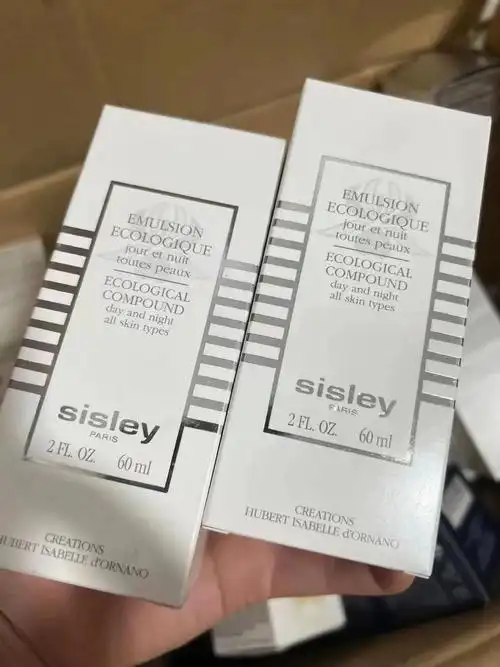 EMULSION
ECOLOGIQUE
jour et nuit
toutes peaux
ECOLOGICAL
COMPOUND
day and night
all skin types
sisley
PARIS
2 FL. OZ. 60 ml
CREATIONS
HUBERT ISABELLE d'ORNANO
EMULSION
ECOLOGIQUE
jour et nuit
toutes peaux
ECOLOGICAL
COMPOUND
day and night
all skin types
sisley
PARIS
2 FL. OZ. 60 ml
CREATIONS
HUBERT ISABELLE d'ORNANO